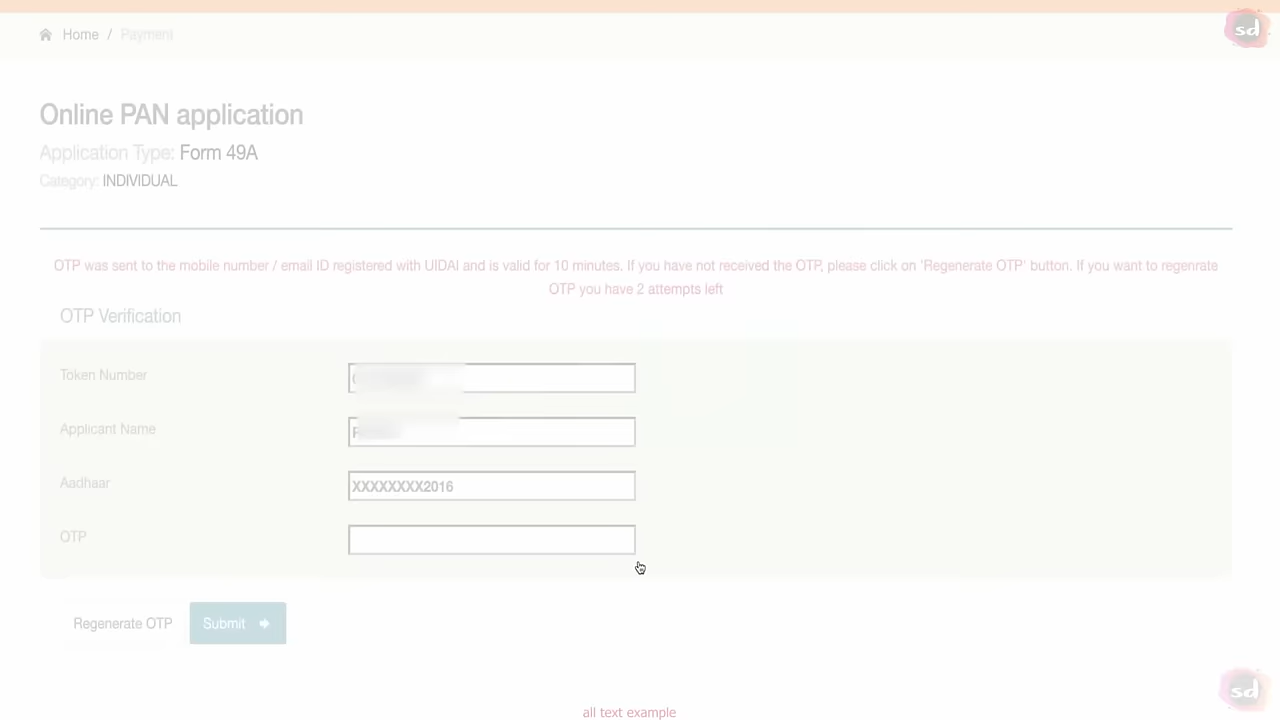 Home / Payment
sd
Online PAN application
Application Type: Form 49A
Category: INDIVIDUAL
OTP was sent to the mobile number / email ID registered with UIDAI and is valid for 10 minutes. If you have not received the OTP, please click on 'Regenerate OTP' button. If you want to regenrate
OTP you have 2 attempts left
OTP Verification
Token Number
Applicant Name
Aadhaar XXXXXXXX2016
OTP
Regenerate OTP Submit
sd
all text example